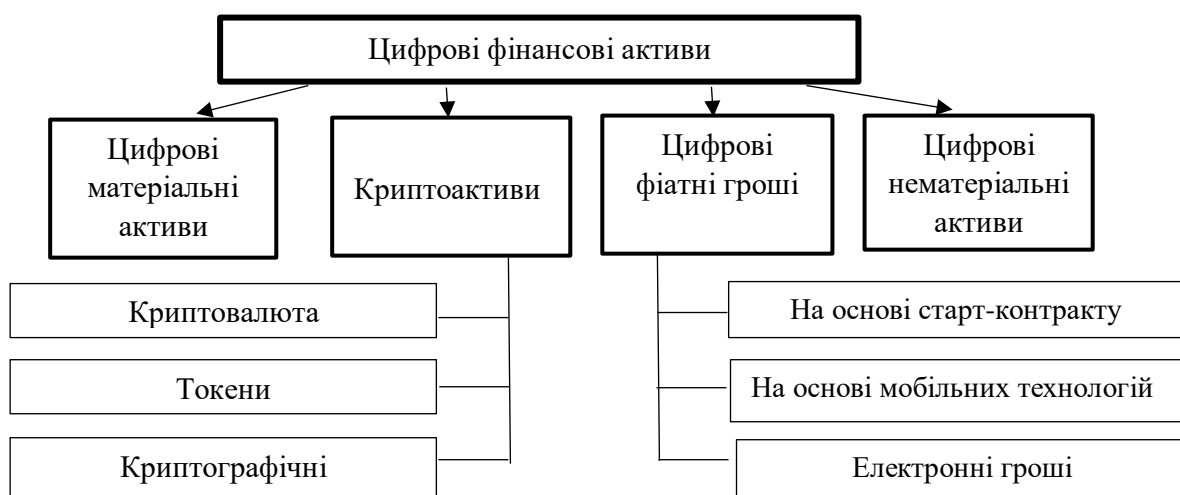 Цифрові фінансові активи
Цифрові
матеріальні
активи
Криптоактиви
Цифрові
фіатні гроші
Цифрові
нематеріальні
активи
Криптовалюта
Токени
Криптографічні
На основі старт-контракту
На основі мобільних технологій
Електронні гроші